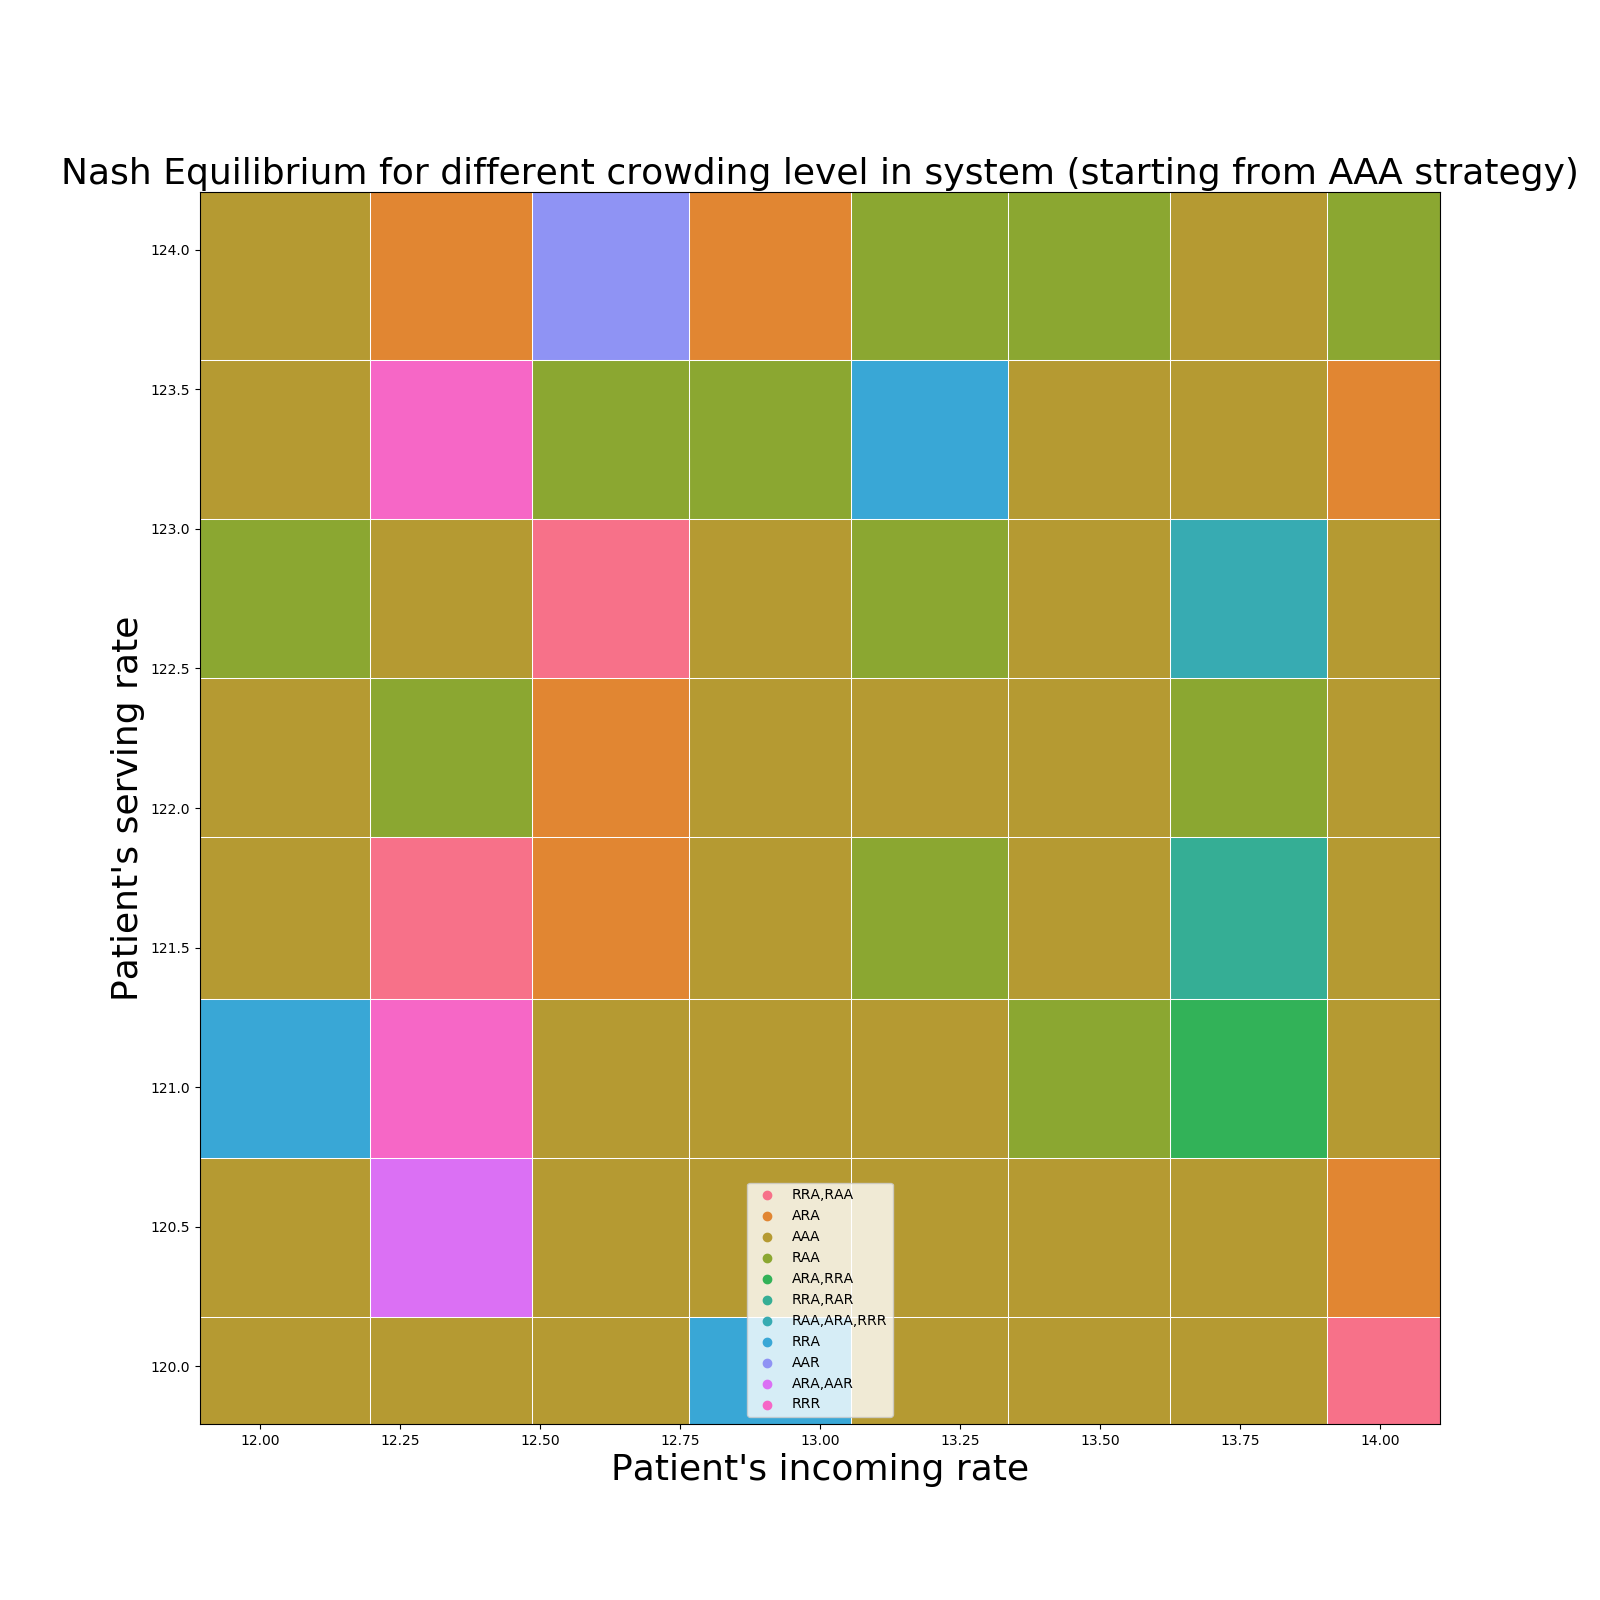 Nash Equilibrium for different crowding level in system (starting from AAA strategy)
124.0
123.5
123.0
122.5
122.0
121.5
121.0
120.5
120.0
Patient's serving rate
RRA,RAA
ARA
AAA
RAA
ARA,RRA
RRA,RAR
RAA,ARA,RRR
RRA
AAR
ARA,AAR
RRR
12.00 12.25 12.50 12.75 13.00 13.25 13.50 13.75 14.00
Patient's incoming rate